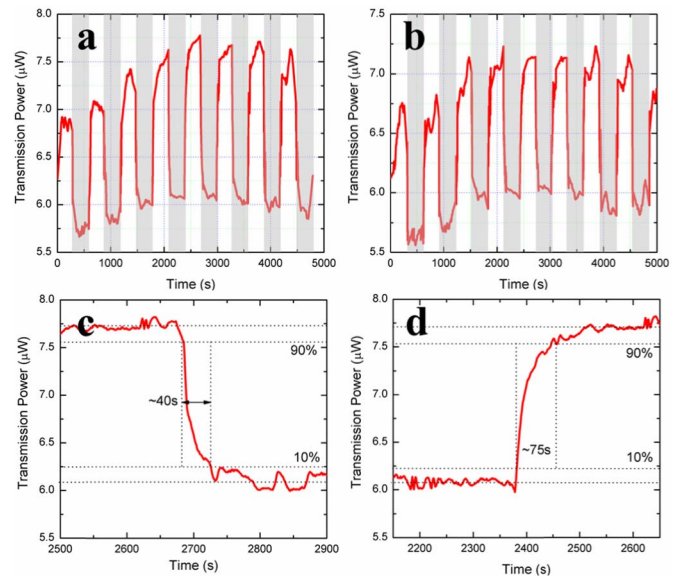 a
8.0
7.5
7.0
6.5
6.0
5.5
Transmission Power (μW)
0 1000 2000 3000 4000 5000
Time (s)
b
7.5
7.0
6.5
6.0
5.5
Transmission Power (μW)
0 1000 2000 3000 4000 5000
Time (s)
c
8.0
7.5
7.0
6.5
6.0
5.5
Transmission Power (μW)
90%
~40s
10%
2500 2600 2700 2800 2900
Time (s)
d
8.0
7.5
7.0
6.5
6.0
5.5
Transmission Power (μW)
90%
~75s
10%
2200 2300 2400 2500 2600
Time (s)